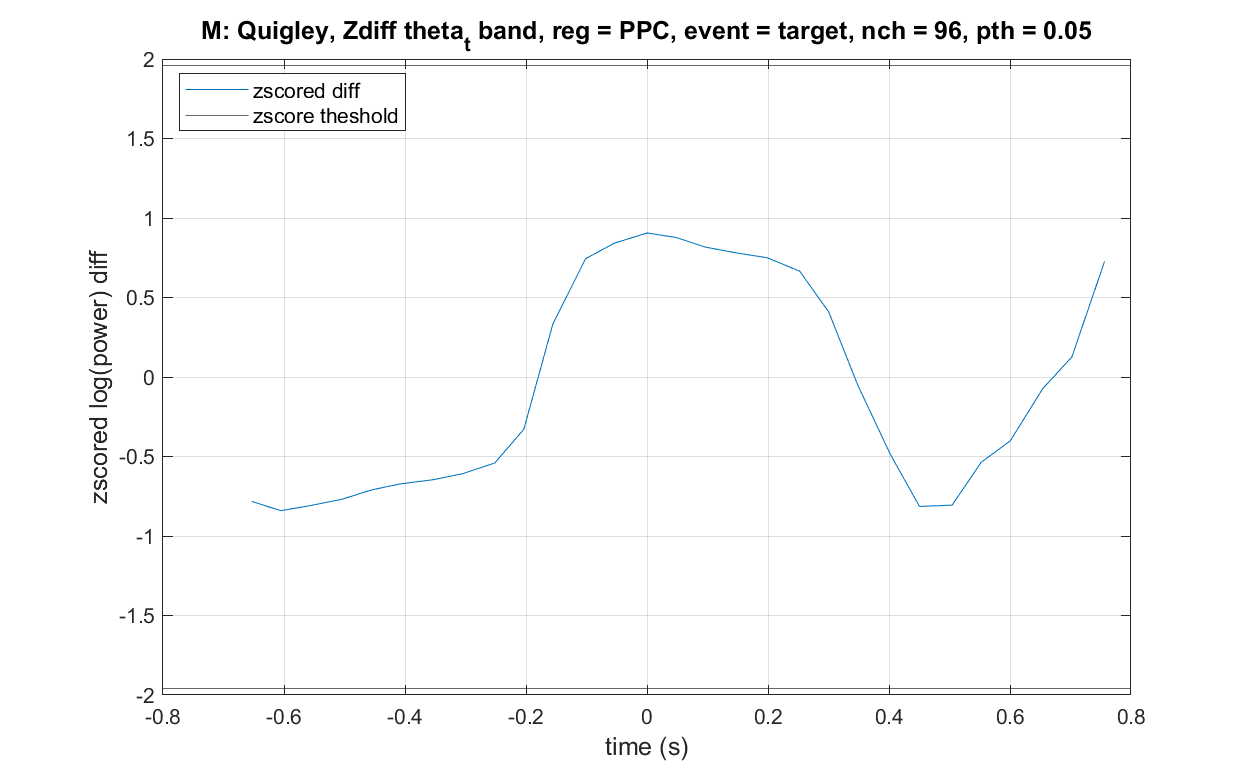 M: Quigley, Zdiff theta_t band, reg = PPC, event = target, nch = 96, pth = 0.05
zscored diff
zscore theshold
zscored log(power) diff
2
1.5
1
0.5
0
-0.5
-1
-1.5
-2
-0.8 -0.6 -0.4 -0.2 0 0.2 0.4 0.6 0.8
time (s)